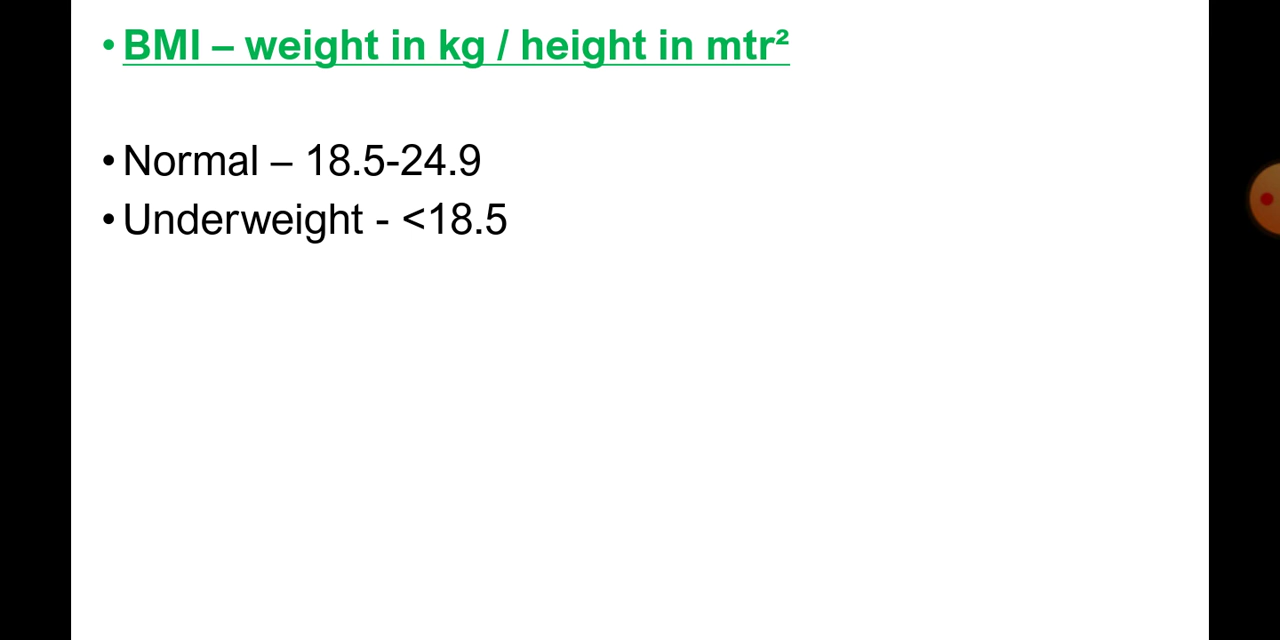 •BMI – weight in kg / height in mtr²
•Normal – 18.5-24.9
•Underweight - <18.5